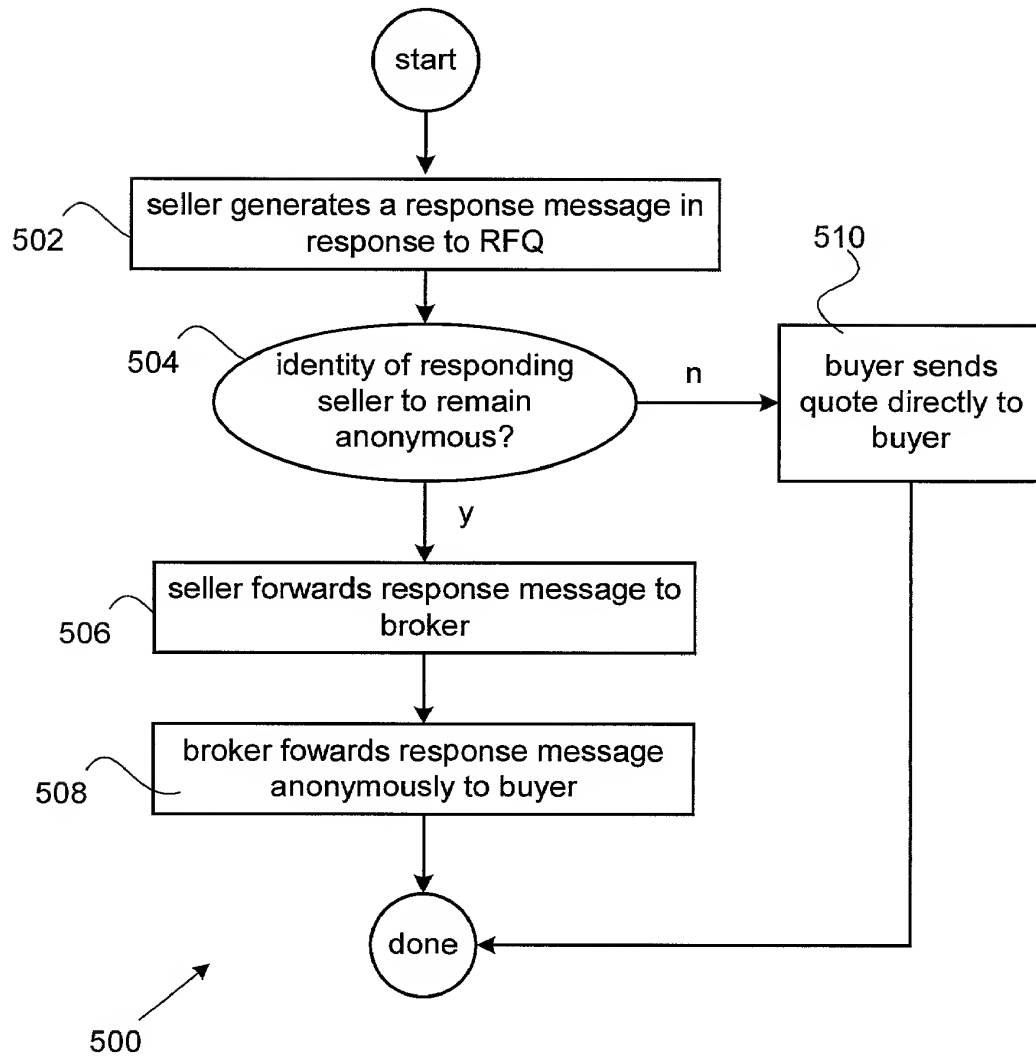 start
502
seller generates a response message in
response to RFQ
504
identity of responding
seller to remain
anonymous?
n
510
buyer sends
quote directly to
buyer
y
506
seller forwards response message to
broker
508
broker fowards response message
anonymously to buyer
done
500